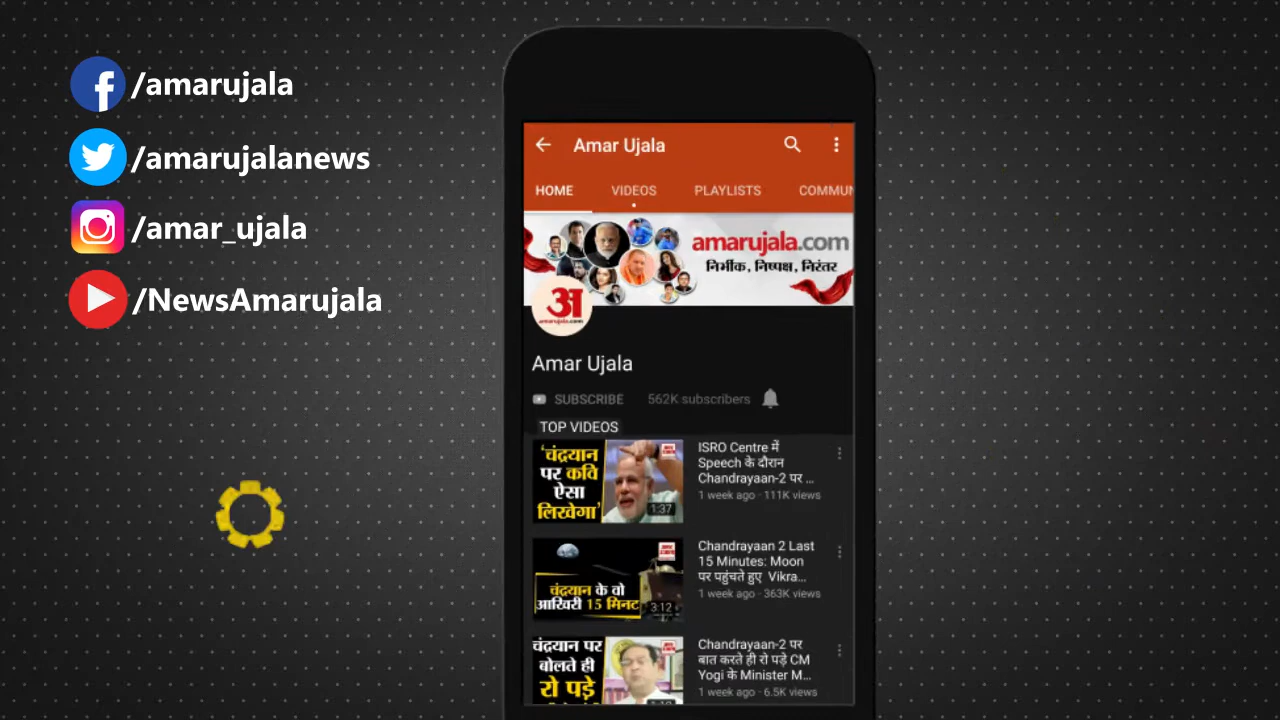 /amarujala
/amarujalanews
/amar_ujala
/NewsAmarujala
Amar Ujala
HOME VIDEOS PLAYLISTS COMMUN
amarujala.com
निर्भीक, निष्पक्ष, निरंतर
अ
amarujala.com
Amar Ujala
SUBSCRIBE 562K subscribers
TOP VIDEOS
'चंद्रयान
पर कवि
ऐसा
लिखेगा'
1:37
ISRO Centre में
Speech के दौरान
Chandrayaan-2 पर ...
1 week ago · 111K views
चंद्रयान के वो
आखिरी 15 मिनट
3:12
Chandrayaan 2 Last
15 Minutes: Moon
पर पहुंचते हुए Vikra...
1 week ago · 363K views
चंद्रयान पर
बोलते ही
रो पड़े
Chandrayaan-2 पर
बात करते ही रो पड़े CM
Yogi के Minister M...
1 week ago · 6.5K views